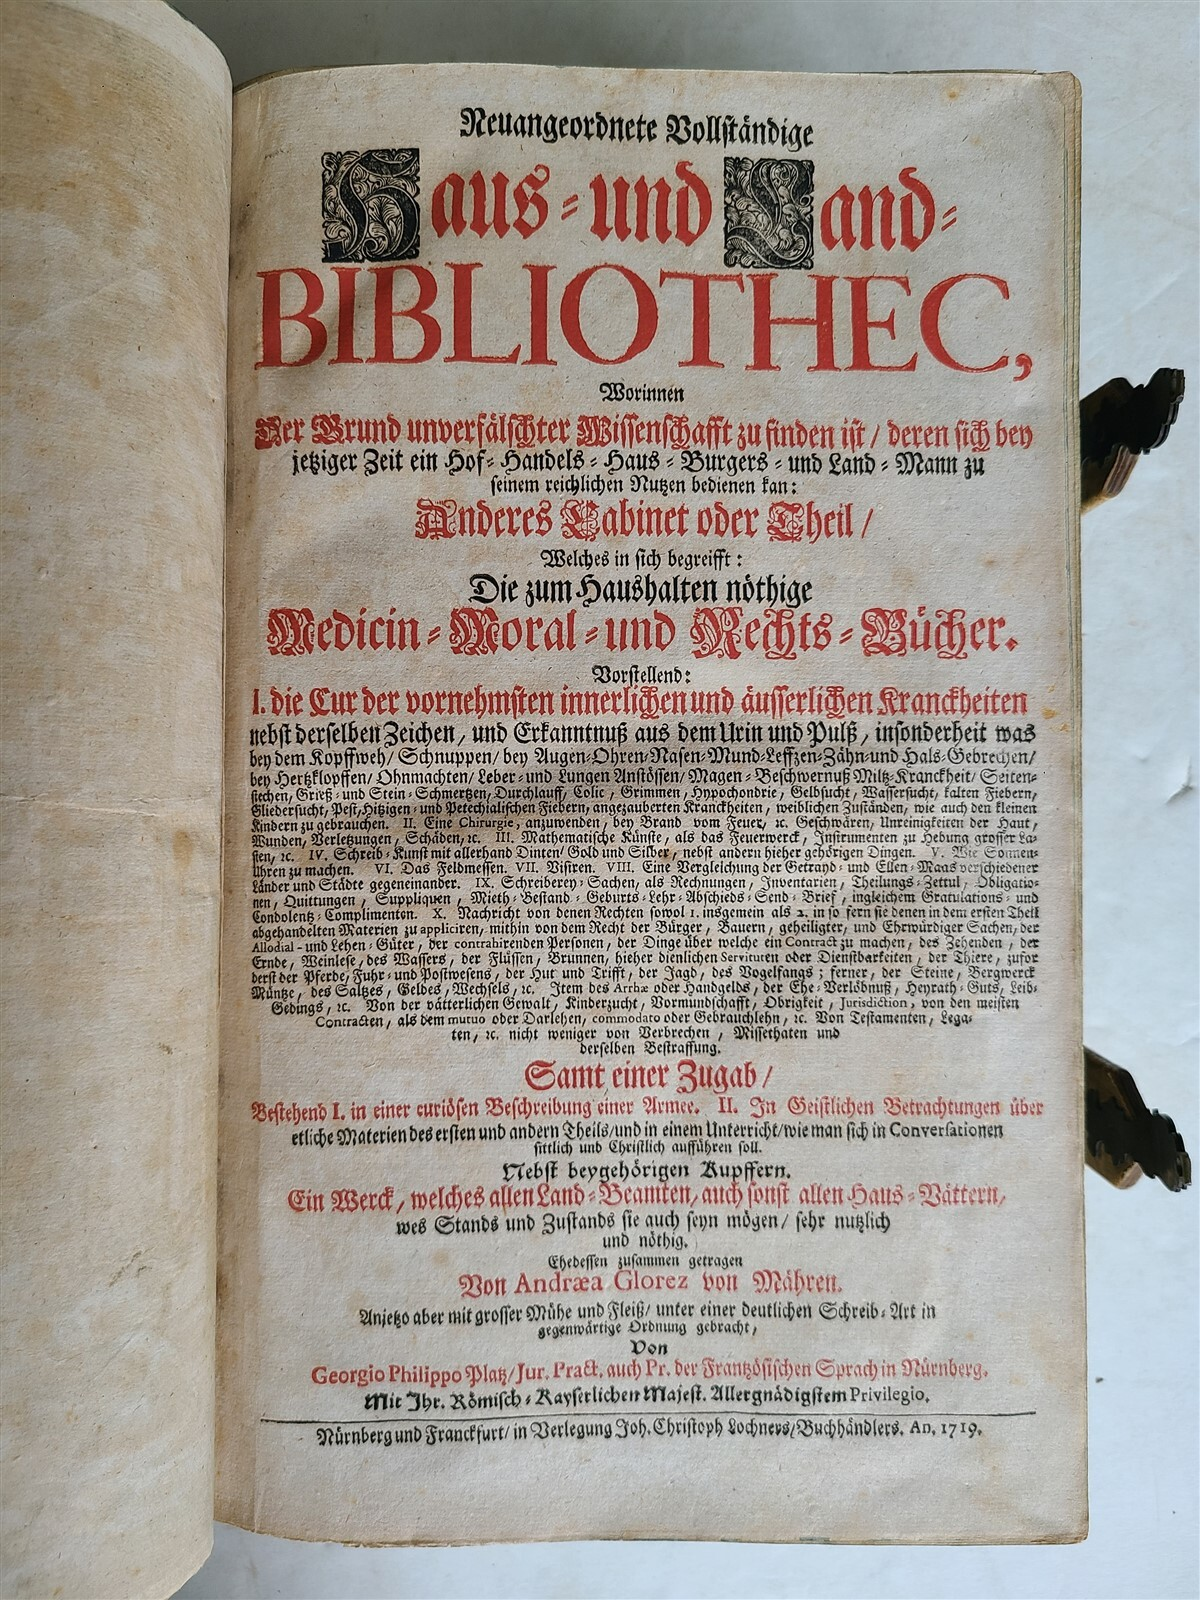 Neuangeordnete Vollständige
Haus- und Land-
BIBLIOTHEC,
Worinnen
Der Grund unverfälschter Wissenschafft zu finden ist / deren sich bey
jetziger Zeit ein Hof- Handels- Haus- Burgers- und Land-Mann zu
seinem reichlichen Nutzen bedienen kan:
Anderes Cabinet oder Theil /
Welches in sich begreifft:
Die zum Haushalten nöthige
Medicin- Moral- und Rechts-Bücher.
Vorstellend:
I. die Cur der vornehmsten innerlichen und äusserlichen Kranckheiten
nebst derselben Zeichen, und Erkanntnuß aus dem Urin und Pulß, insonderheit was
bey dem Kopffweh/ Schnuppen/ bey Augen-Ohren-Nasen-Mund-Leffzen-Zähn-und Hals-Gebrechen/
bey Hertzklopffen/ Ohnmachten/ Leber- und Lungen Anstössen/ Magen-Beschwernuß Miltz-Kranckheit/ Seiten-
stechen, Grieß- und Stein-Schmertzen, Durchlauff, Colic, Grimmen, Hypochondrie, Gelbsucht, Wassersucht, kalten Fiebern,
Gliedersucht, Pest, Hitzigen- und Petechialischen Fiebern, angezauberten Kranckheiten, weiblichen Zuständen, wie auch den kleinen
Kindern zu gebrauchen. II. Eine Chirurgie, anzuwenden, bey Brand vom Feuer, ꝛc. Geschwären, Unreinigkeiten der Haut,
Wunden, Verletzungen, Schäden, ꝛc. III. Mathematische Künste, als das Feuerwerck, Instrumenten zu Hebung grosser La-
sten, ꝛc. IV. Schreib-Kunst mit allerhand Dinten/ Gold und Silber, nebst andern hieher gehörigen Dingen. V. Wie Sonnen-
Uhren zu machen. VI. Das Feldmessen. VII. Visiren. VIII. Eine Vergleichung der Getrayd- und Ellen-Maas verschiedener
Länder und Städte gegeneinander. IX. Schreiberey-Sachen, als Rechnungen, Inventarien, Theilungs-Zettul, Obligatio-
nen, Quittungen, Suppliquen, Mieth-Bestand-Geburts-Lehr-Abschieds-Send-Brief, ingleichem Gratulations- und
Condolentz-Complimenten. X. Nachricht von denen Rechten sowol 1. insgemein als 2. in so fern sie denen in dem ersten Theil
abgehandelten Materien zu appliciren, mithin von dem Recht der Bürger, Bauern, geheiligter, und Ehrwürdiger Sachen, der
Allodial- und Lehen-Güter, der contrahirenden Personen, der Dinge über welche ein Contract zu machen, des Zehenden, der
Ernde, Weinlese, des Wassers, der Flüssen, Brunnen, hieher dienlichen Servituten oder Dienstbarkeiten, der Thiere, zufor
derst der Pferde, Fuhr- und Postwesens, der Hut und Trifft, der Jagd, des Vogelfangs; ferner, der Steine, Bergwerck
Müntze, des Saltzes, Geldes, Wechsels, ꝛc. Item des Arrhæ oder Handgelds, der Ehe-Verlöbnuß, Heyrath-Guts, Leib-
Gedings, ꝛc. Von der vätterlichen Gewalt, Kinderzucht, Vormundschafft, Obrigkeit, Jurisdiction, von den meisten
Contracten, als dem mutuo oder Darlehen, commodato oder Gebrauchlehn, ꝛc. Von Testamenten, Lega-
ten, ꝛc. nicht weniger von Verbrechen, Missethaten und
derselben Bestraffung.
Samt einer Zugab /
Bestehend I. in einer curiösen Beschreibung einer Armee. II. In Geistlichen Betrachtungen über
etliche Materien des ersten und andern Theils/und in einem Unterricht/wie man sich in Conversationen
sittlich und Christlich aufführen soll.
Nebst beygehörigen Kupffern.
Ein Werck, welches allen Land-Beamten, auch sonst allen Haus-Vättern,
wes Stands und Zustands sie auch seyn mögen/ sehr nutzlich
und nöthig.
Ehedessen zusammen getragen
Von Andræa Glorez von Mähren.
Anjetzo aber mit grosser Mühe und Fleiß/ unter einer deutlichen Schreib-Art in
gegenwärtige Ordnung gebracht,
Von
Georgio Philippo Platz/ Jur. Pract. auch Pr. der Frantzösischen Sprach in Nürnberg.
Mit Ihr. Römisch-Kayserlichen Majest. Allergnädigstem Privilegio.
Nürnberg und Franckfurt/ in Verlegung Joh. Christoph Lochners/Buchhändlers. An. 1719.